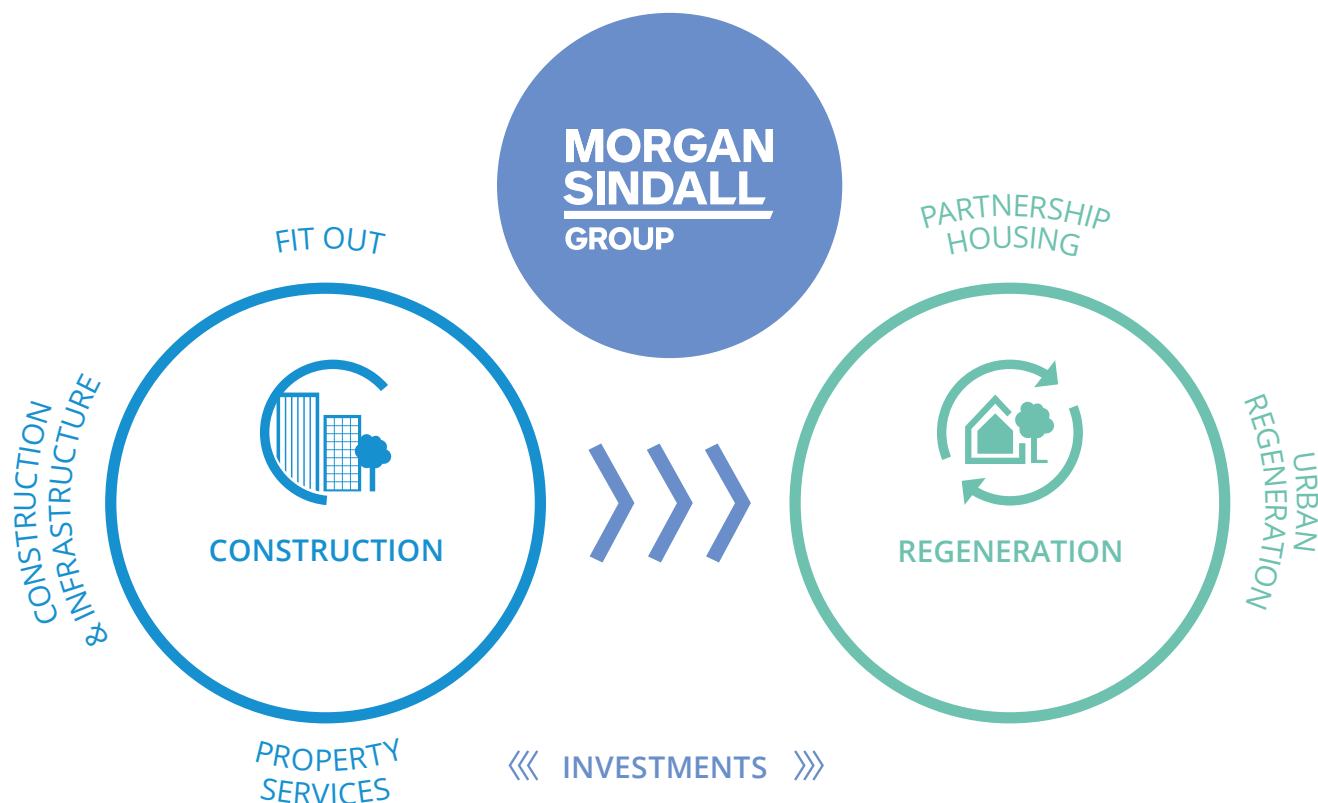 MORGAN
SINDALL
GROUP
FIT OUT
CONSTRUCTION
& INFRASTRUCTURE
CONSTRUCTION
PROPERTY
SERVICES
PARTNERSHIP
HOUSING
REGENERATION
URBAN
REGENERATION
INVESTMENTS